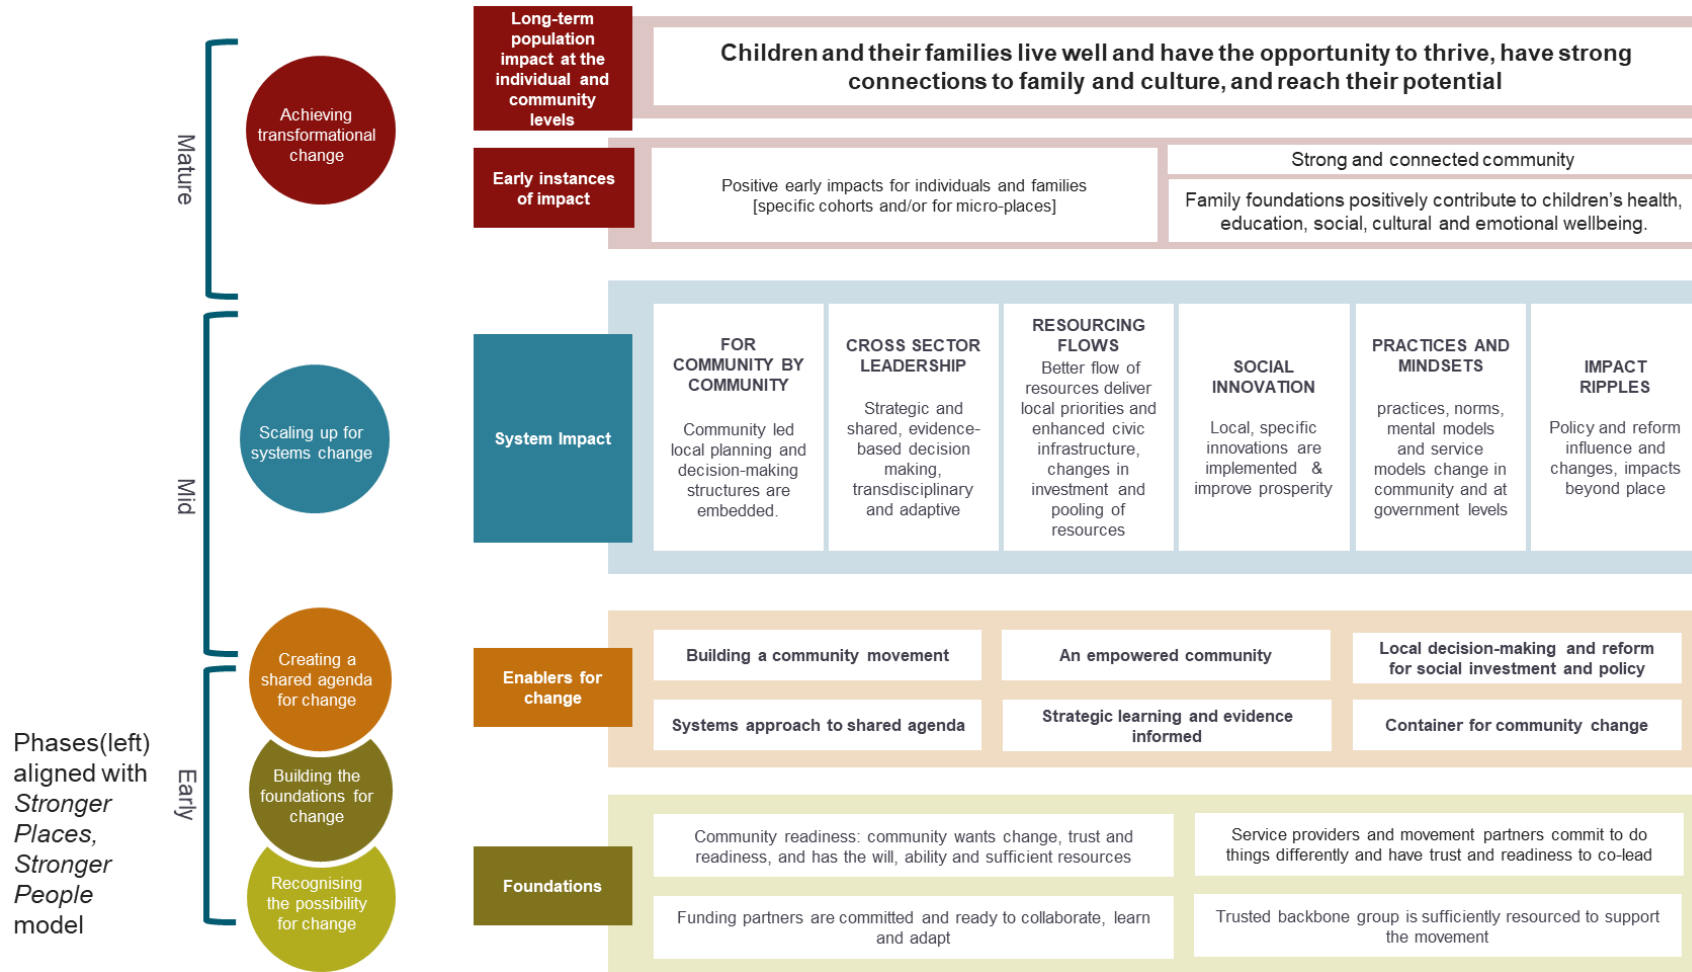 Long-term
population
impact at the
individual and
community
levels
Children and their families live well and have the opportunity to thrive, have strong
connections to family and culture, and reach their potential
Mature
Achieving
transformational
change
Early instances
of impact
Positive early impacts for individuals and families
[specific cohorts and/or for micro-places]
Strong and connected community
Family foundations positively contribute to children’s health,
education, social, cultural and emotional wellbeing.
Mid
Scaling up for
systems change
System Impact
FOR
COMMUNITY BY
COMMUNITY
Community led
local planning and
decision-making
structures are
embedded.
CROSS SECTOR
LEADERSHIP
Strategic and
shared, evidence-
based decision
making,
transdisciplinary
and adaptive
RESOURCING
FLOWS
Better flow of
resources deliver
local priorities and
enhanced civic
infrastructure,
changes in
investment and
pooling of
resources
SOCIAL
INNOVATION
Local, specific
innovations are
implemented &
improve prosperity
PRACTICES AND
MINDSETS
practices, norms,
mental models
and service
models change in
community and at
government levels
IMPACT
RIPPLES
Policy and reform
influence and
changes, impacts
beyond place
Creating a
shared agenda
for change
Enablers for
change
Building a community movement
An empowered community
Local decision-making and reform
for social investment and policy
Systems approach to shared agenda
Strategic learning and evidence
informed
Container for community change
Phases(left)
aligned with
Stronger
Places,
Stronger
People
model
Early
Building the
foundations for
change
Recognising
the possibility
for change
Foundations
Community readiness: community wants change, trust and
readiness, and has the will, ability and sufficient resources
Service providers and movement partners commit to do
things differently and have trust and readiness to co-lead
Funding partners are committed and ready to collaborate, learn
and adapt
Trusted backbone group is sufficiently resourced to support
the movement